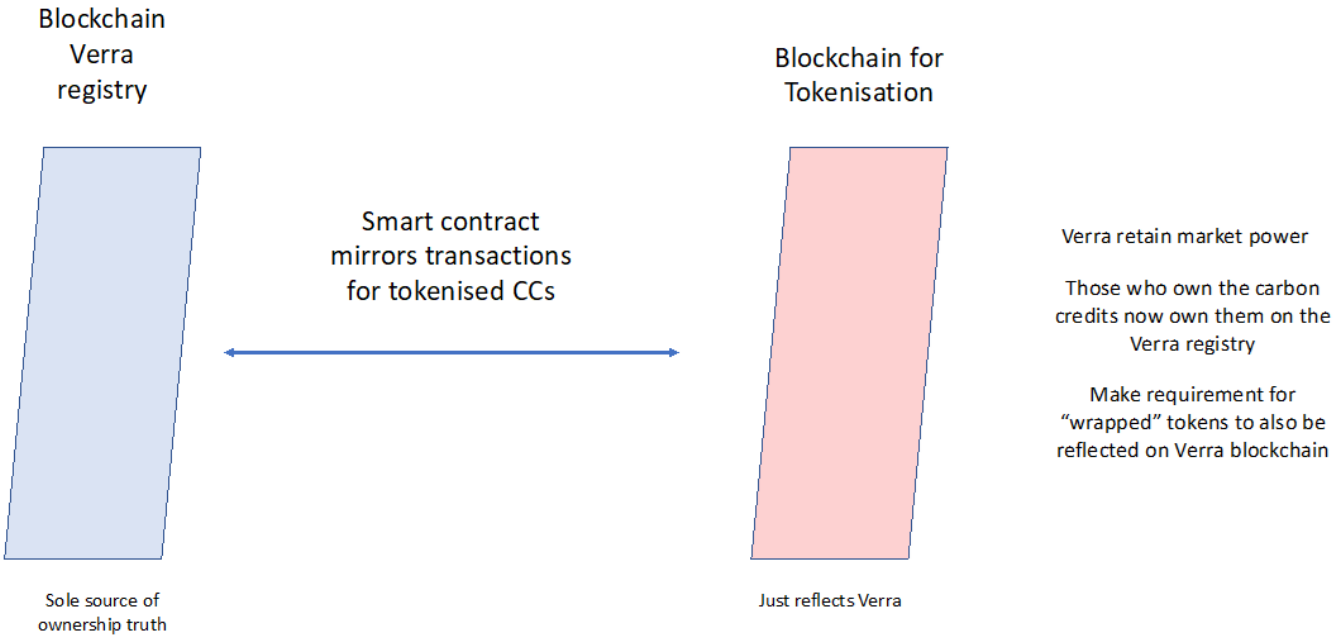 Blockchain
Verra
registry
Blockchain for
Tokenisation
Smart contract
mirrors transactions
for tokenised CCs
Verra retain market power
Those who own the carbon
credits now own them on the
Verra registry
Make requirement for
“wrapped” tokens to also be
reflected on Verra blockchain
Sole source of
ownership truth
Just reflects Verra